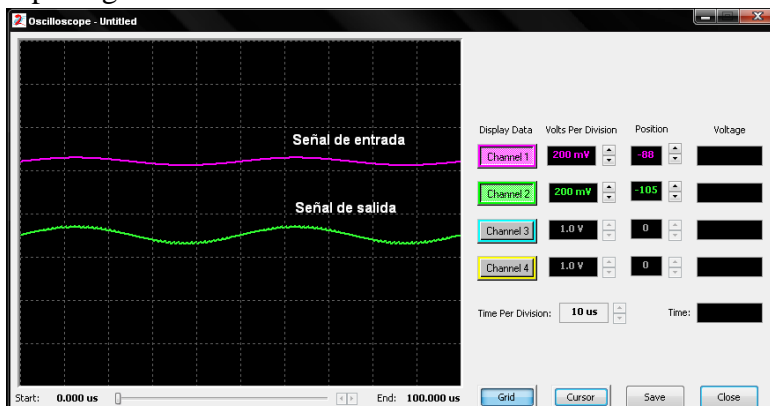 Oscilloscope - Untitled
Señal de entrada
Señal de salida
Display Data Volts Per Division Position Voltage
Channel 1 200 mV -88
Channel 2 200 mV -105
Channel 3 1.0 V 0
Channel 4 1.0 V 0
Time Per Division: 10 us Time:
Start: 0.000 us End: 100.000 us Grid Cursor Save Close